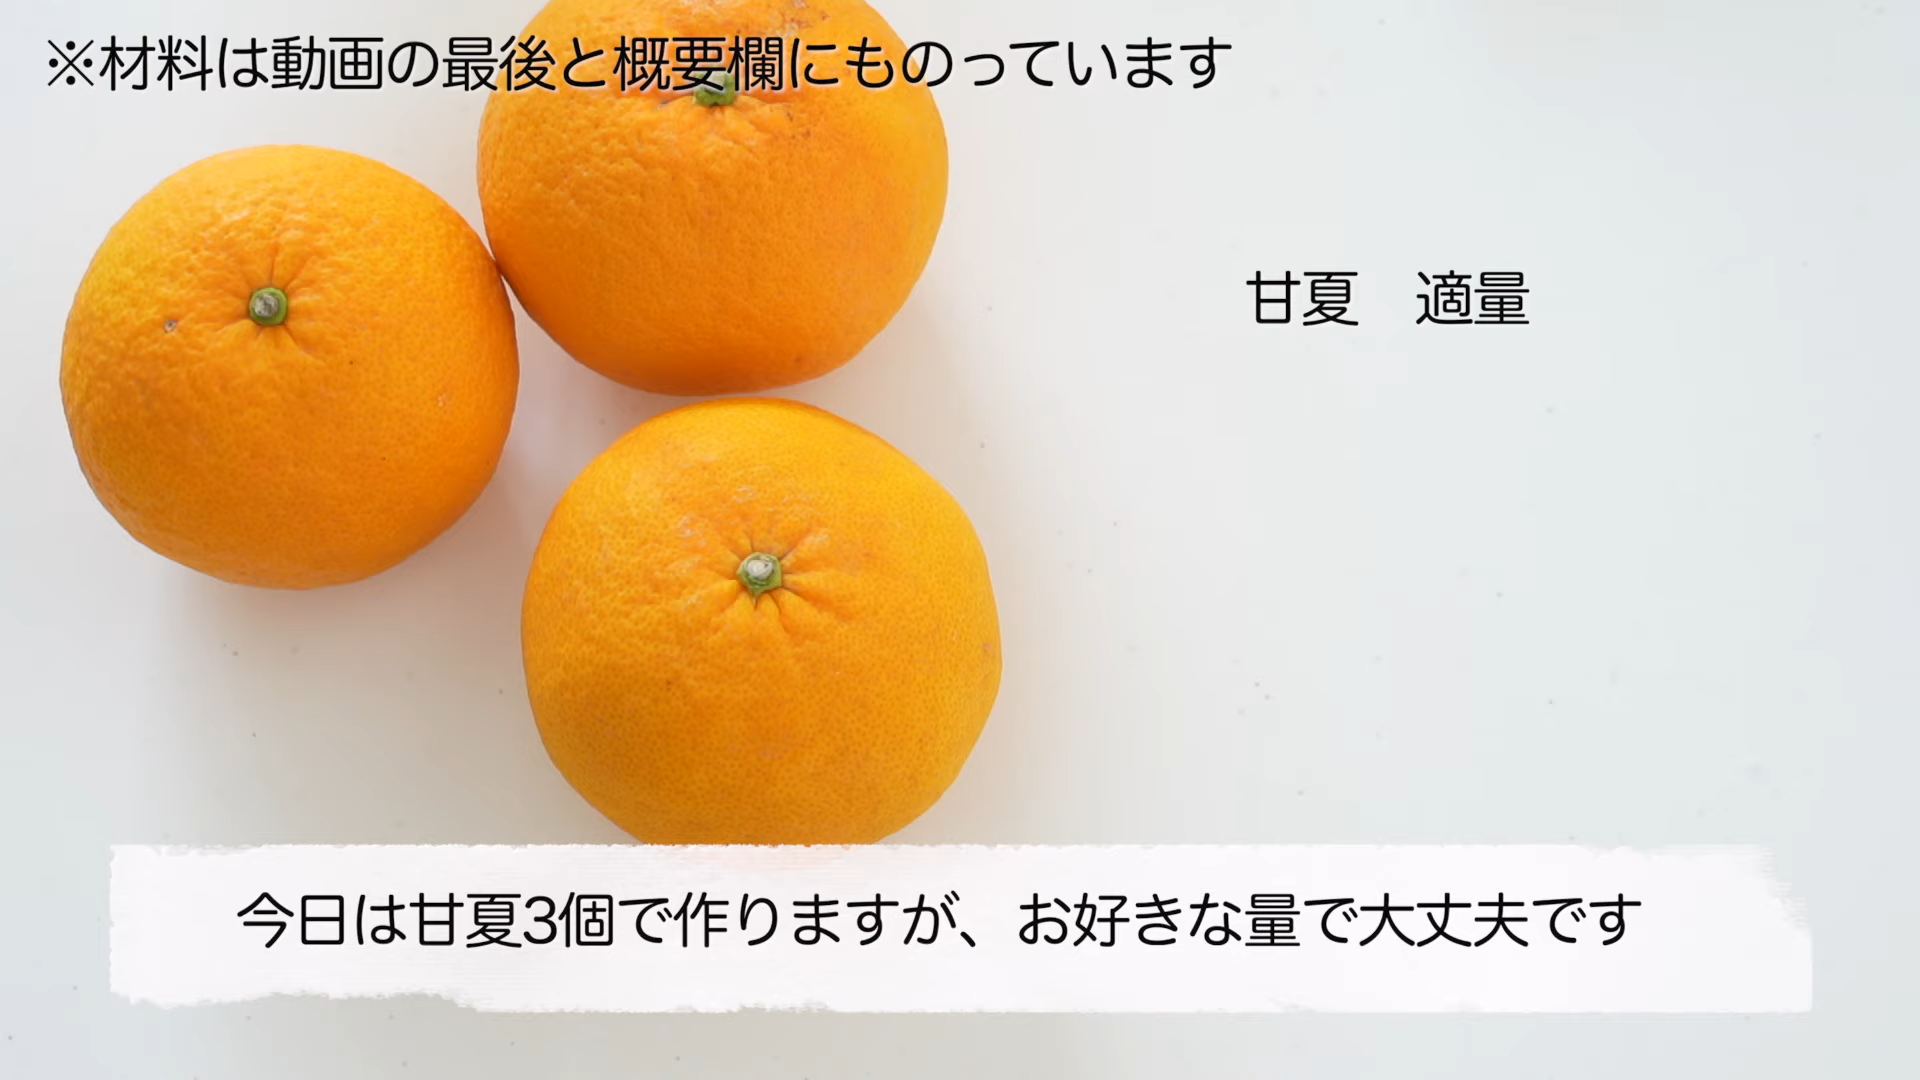 ※材料は動画の最後と概要欄にものっています
甘夏　適量
今日は甘夏3個で作りますが、お好きな量で大丈夫です